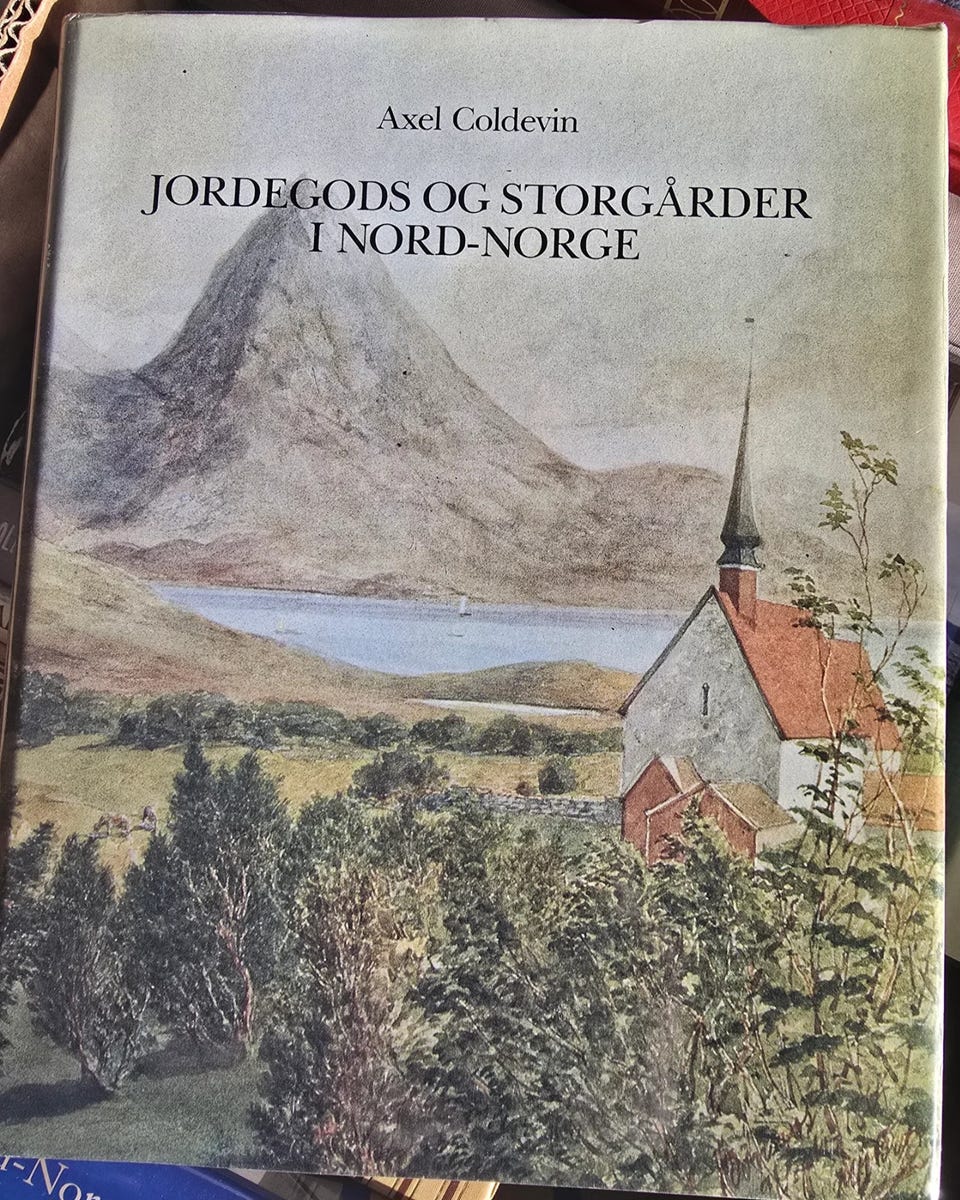 Axel Coldevin
JORDEGODS OG STORGÅRDER
I NORD-NORGE